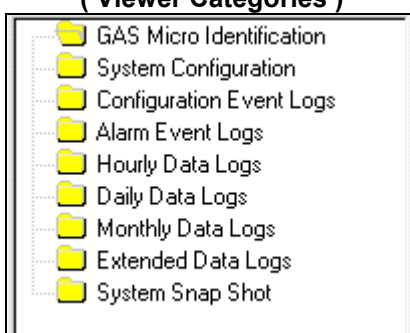 ( Viewer Categories )
GAS Micro Identification
System Configuration
Configuration Event Logs
Alarm Event Logs
Hourly Data Logs
Daily Data Logs
Monthly Data Logs
Extended Data Logs
System Snap Shot